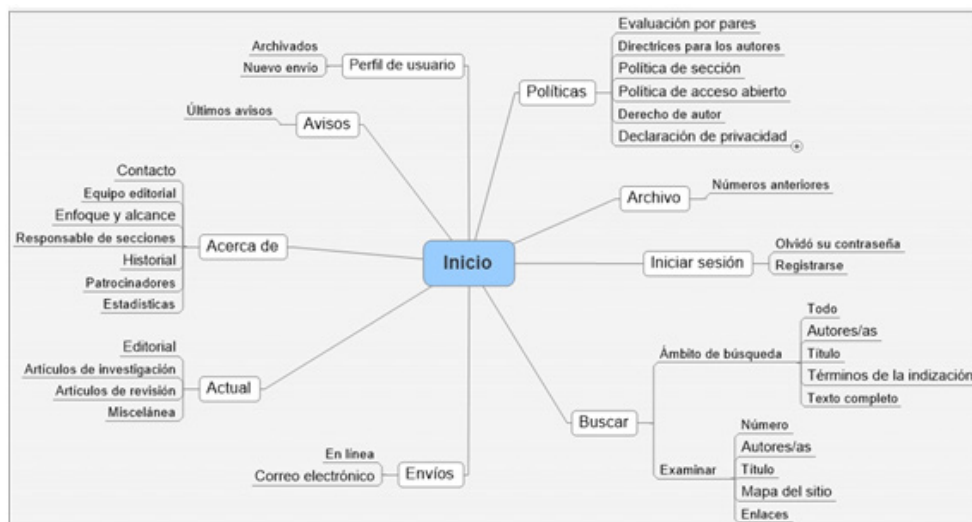 Archivados
Nuevo envío
Perfil de usuario
Últimos avisos
Avisos
Contacto
Equipo editorial
Enfoque y alcance
Responsable de secciones
Historial
Patrocinadores
Estadísticas
Acerca de
Editorial
Artículos de investigación
Artículos de revisión
Miscelánea
Actual
En línea
Correo electrónico
Envíos
Inicio
Políticas
Evaluación por pares
Directrices para los autores
Política de sección
Política de acceso abierto
Derecho de autor
Declaración de privacidad
Archivo
Números anteriores
Iniciar sesión
Olvidó su contraseña
Registrarse
Buscar
Ámbito de búsqueda
Todo
Autores/as
Título
Términos de la indización
Texto completo
Examinar
Número
Autores/as
Título
Mapa del sitio
Enlaces